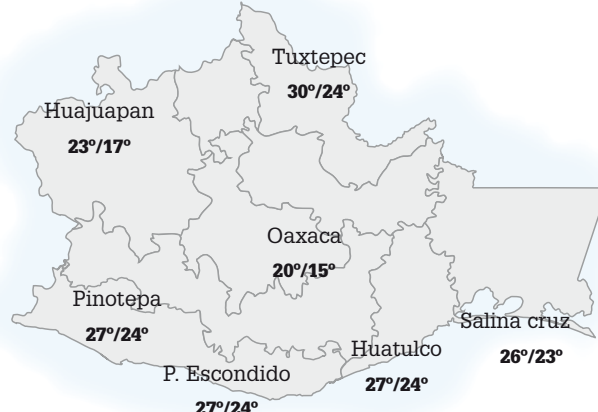 Tuxtepec
30º/24º
Huajuapan
23º/17º
Oaxaca
20º/15º
Pinotepa
27º/24º
Salina cruz
26º/23º
Huatulco
27º/24º
P. Escondido
27º/24º